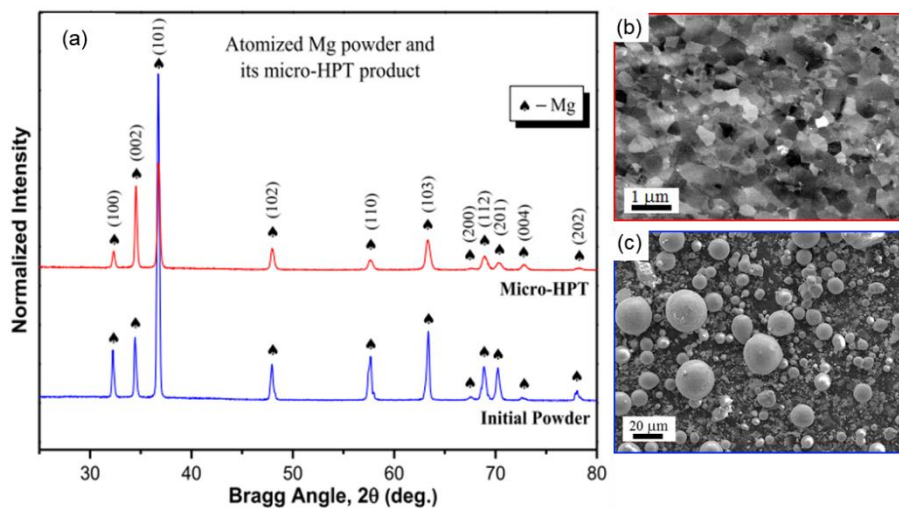 (a)
Atomized Mg powder and
its micro-HPT product
♠ – Mg
(100)
(002)
(101)
(102)
(110)
(103)
(200)
(112)
(201)
(004)
(202)
Micro-HPT
Initial Powder
Normalized Intensity
30 40 50 60 70 80
Bragg Angle, 2θ (deg.)
(b)
1 µm
(c)
20 µm